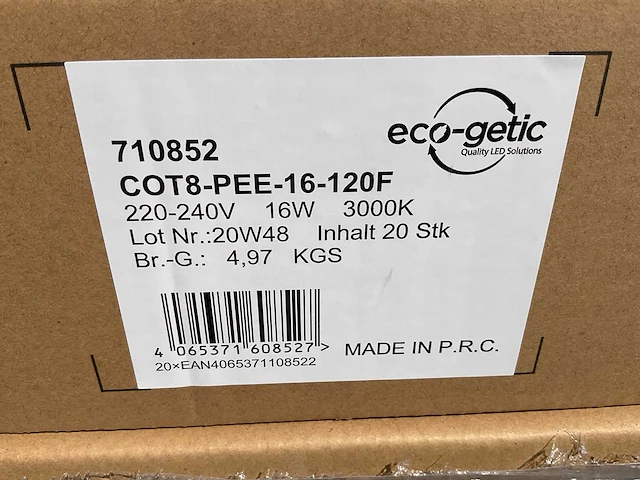 eco-getic
Quality LED Solutions
710852
COT8-PEE-16-120F
220-240V 16W 3000K
Lot Nr.:20W48 Inhalt 20 Stk
Br.-G.: 4,97 KGS
4 065371 608527>
20×EAN4065371108522
MADE IN P.R.C.